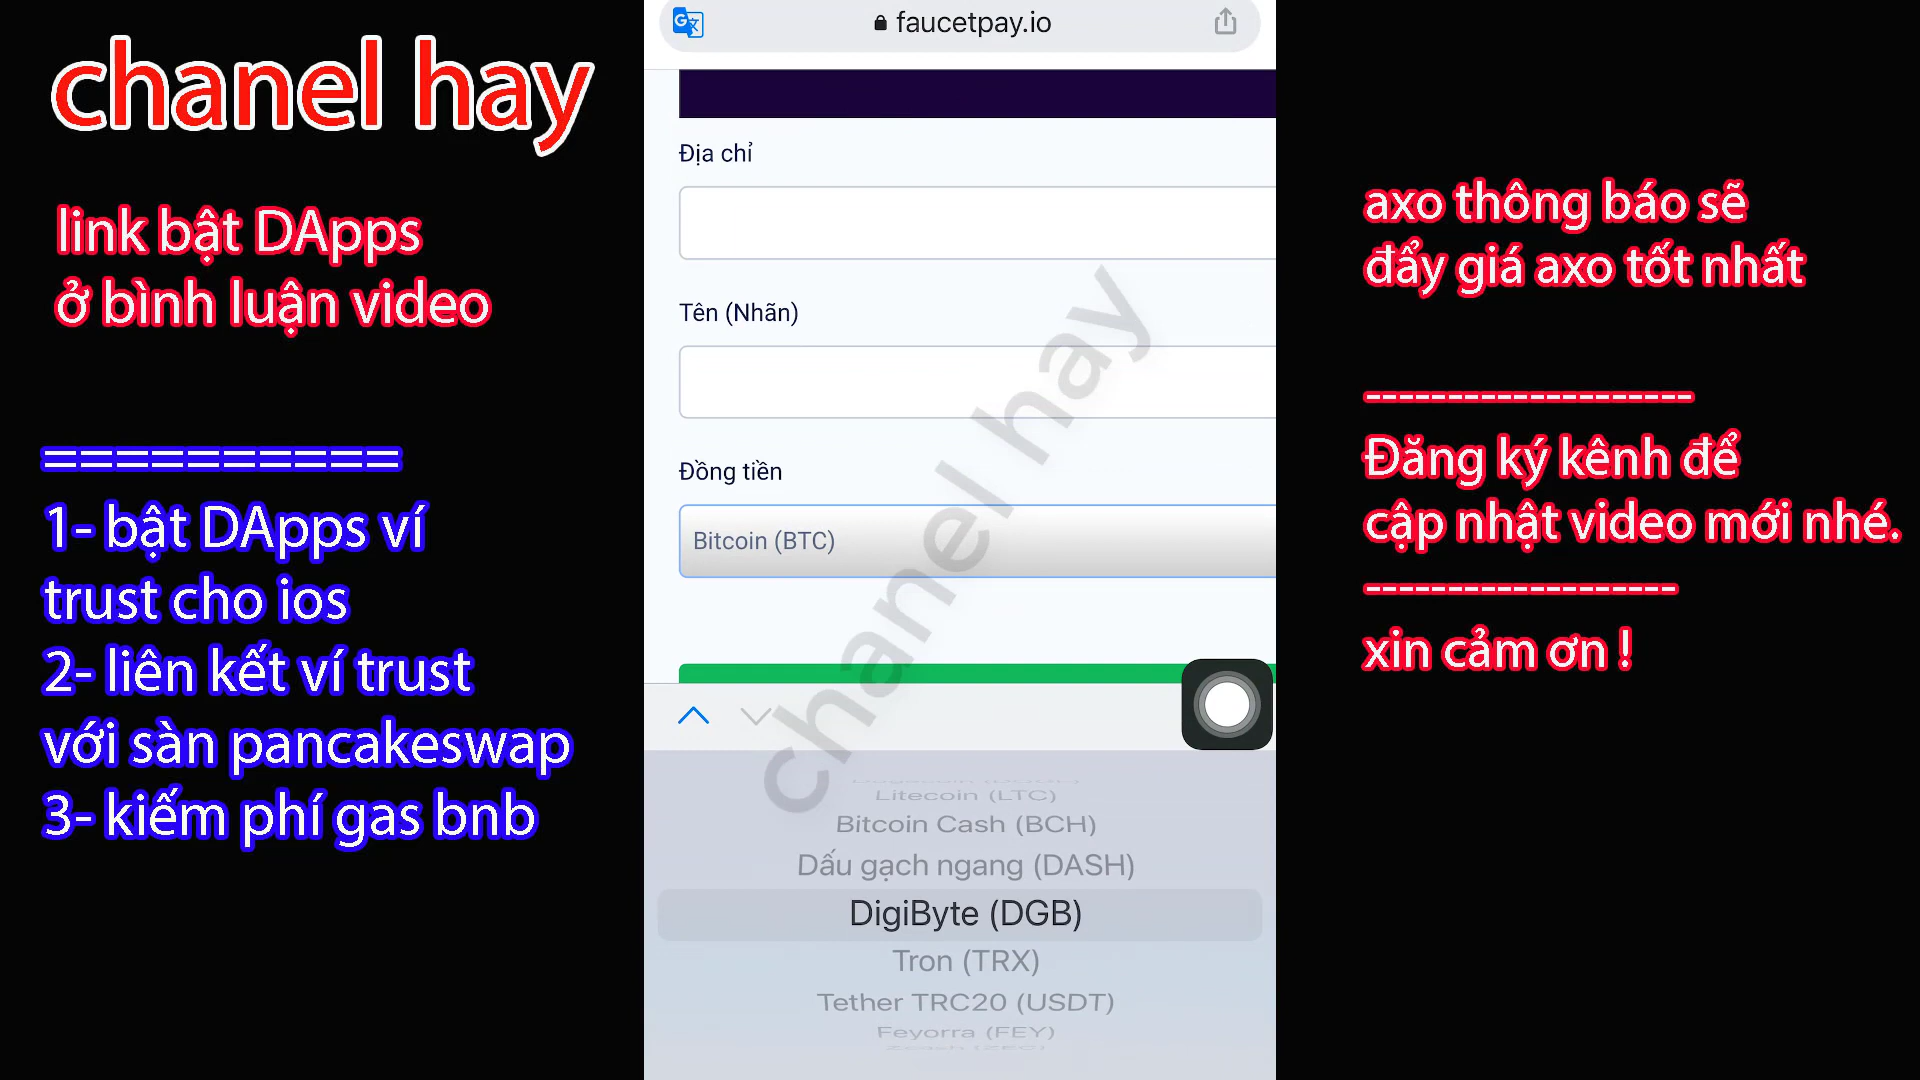 chanel hay
link bật DApps
ở bình luận video
==========
1- bật DApps ví
trust cho ios
2- liên kết ví trust
với sàn pancakeswap
3- kiếm phí gas bnb
faucetpay.io
Địa chỉ
Tên (Nhãn)
Đồng tiền
Bitcoin (BTC)
chanel hay
Litecoin (LTC)
Bitcoin Cash (BCH)
Dấu gạch ngang (DASH)
DigiByte (DGB)
Tron (TRX)
Tether TRC20 (USDT)
Feyorra (FEY)
axo thông báo sẽ
đẩy giá axo tốt nhất
--------------------
Đăng ký kênh để
cập nhật video mới nhé.
-------------------
xin cảm ơn !